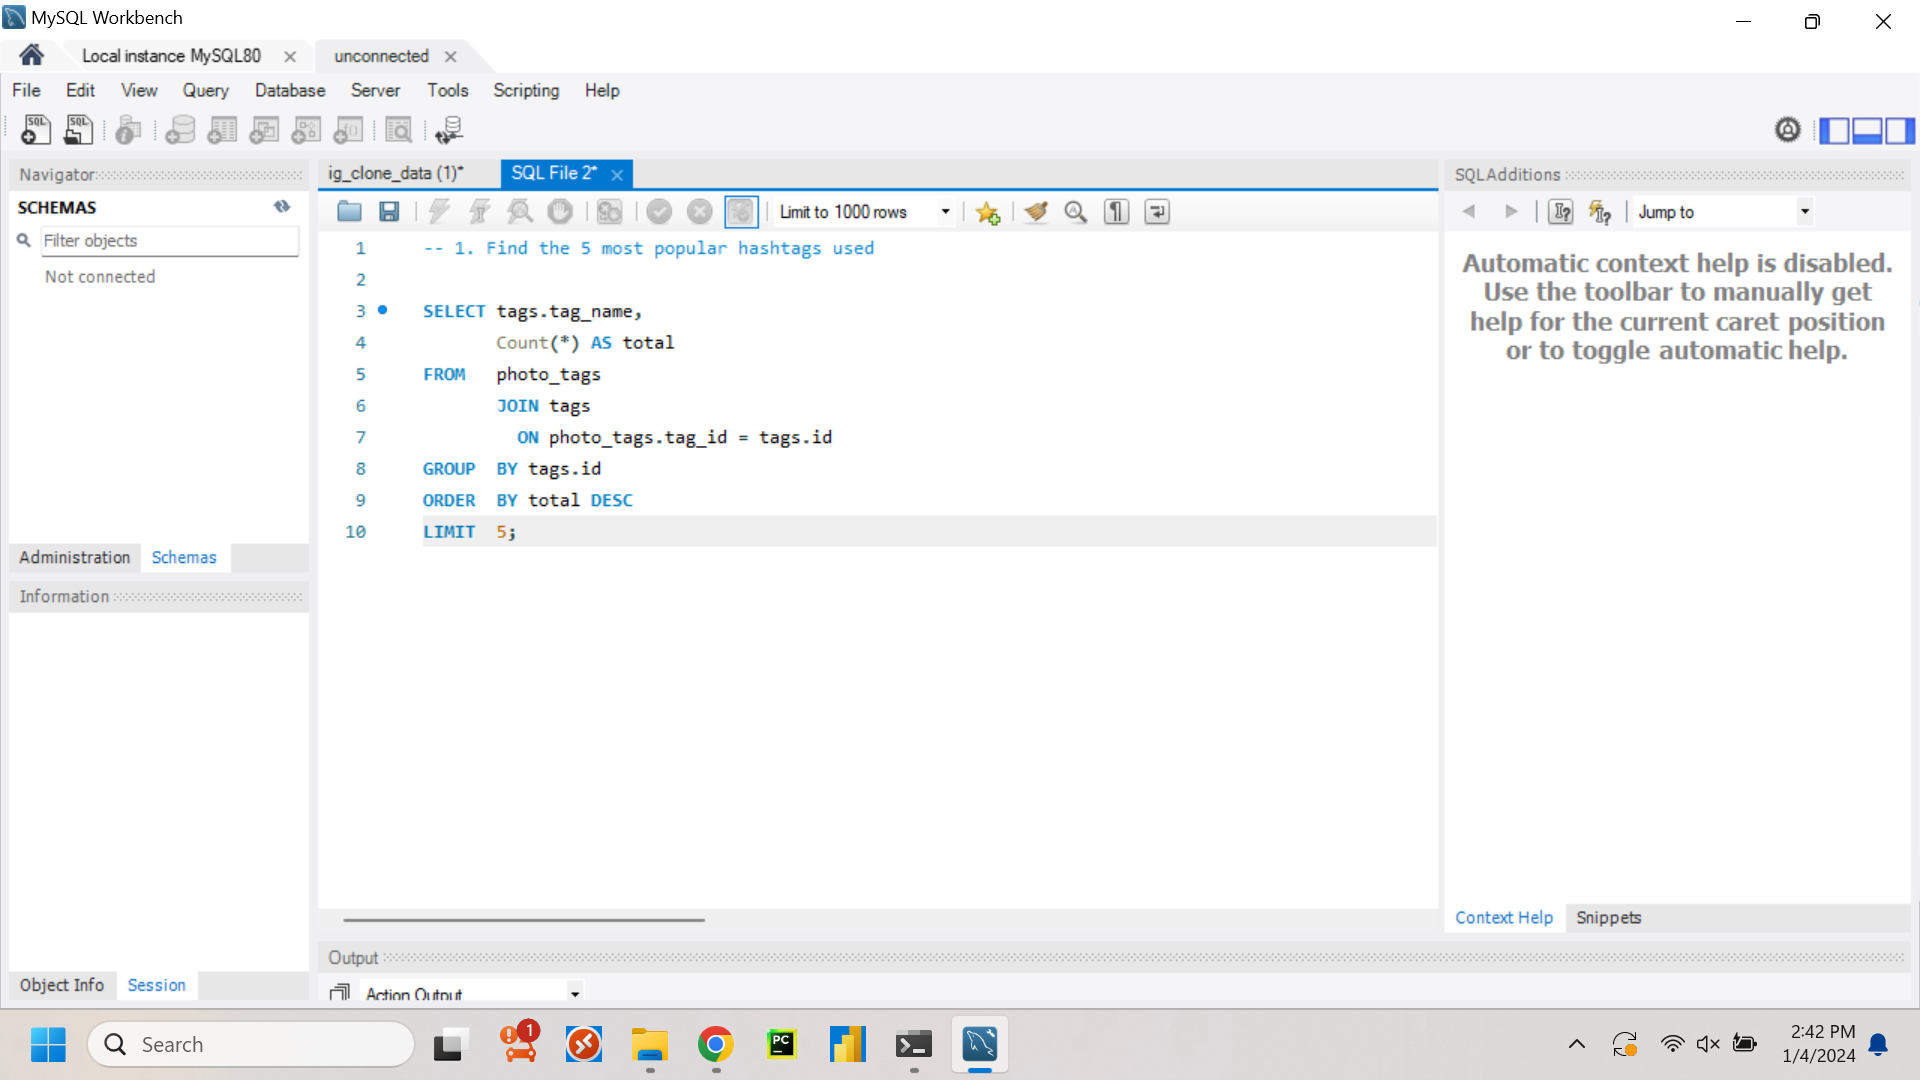 MySQL Workbench
Local instance MySQL80
unconnected
File Edit View Query Database Server Tools Scripting Help
Navigator
SCHEMAS
Filter objects
Not connected
Administration Schemas
Information
Object Info Session
ig_clone_data (1)*
SQL File 2*
Limit to 1000 rows
1 -- 1. Find the 5 most popular hashtags used
2
3 SELECT tags.tag_name,
4 Count(*) AS total
5 FROM photo_tags
6 JOIN tags
7 ON photo_tags.tag_id = tags.id
8 GROUP BY tags.id
9 ORDER BY total DESC
10 LIMIT 5;
Output
Action Output
SQLAdditions
Jump to
Automatic context help is disabled.
Use the toolbar to manually get
help for the current caret position
or to toggle automatic help.
Context Help Snippets
Search
1
PC
2:42 PM
1/4/2024